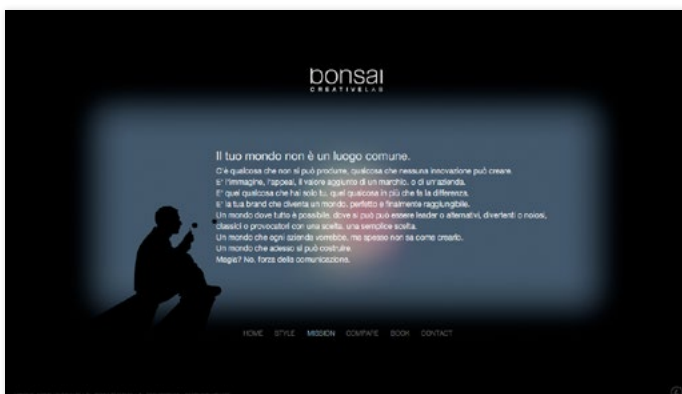 bonsai
CREATIVELAB
Il tuo mondo non è un luogo comune.
C'è qualcosa che non si può produrre, qualcosa che nessuna innovazione può creare.
E' l'immagine, l'appeal, il valore aggiunto di un marchio, o di un'azienda.
E' quel qualcosa che hai solo tu, quel qualcosa in più che fa la differenza.
E' la tua brand che diventa un mondo, perfetto e finalmente raggiungibile.
Un mondo dove tutto è possibile, dove si può può essere leader o alternativi, divertenti o noiosi,
classici o provocatori con una scelta, una semplice scelta.
Un mondo che ogni azienda vorrebbe, ma spesso non sa come crearlo.
Un mondo che adesso si può costruire.
Magia? No, forza della comunicazione.
HOME STYLE MISSION COMPARE BOOK CONTACT